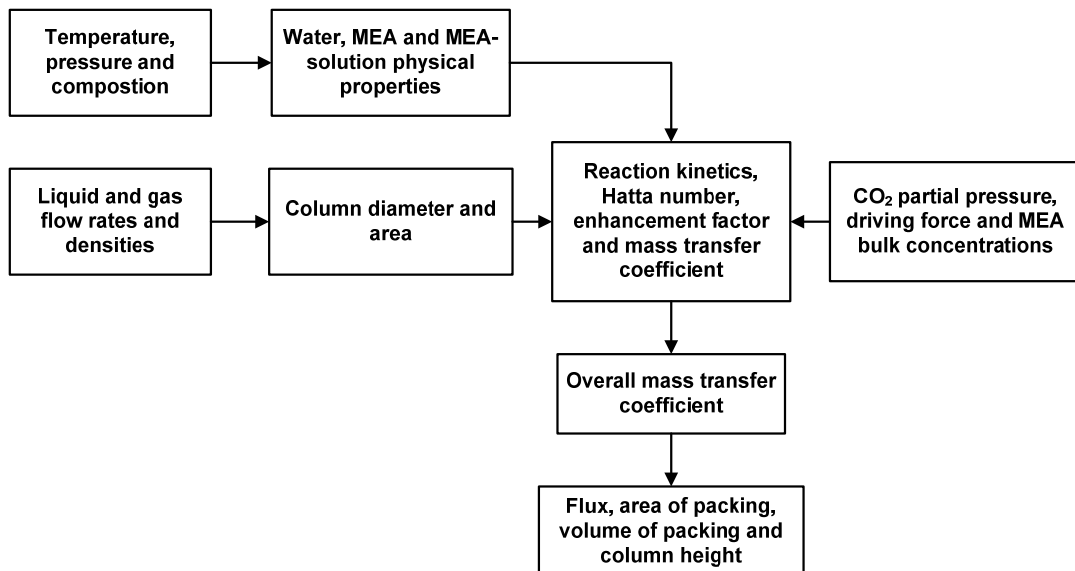 Temperature,
pressure and
compostion
Water, MEA and MEA-
solution physical
properties
Liquid and gas
flow rates and
densities
Column diameter and
area
Reaction kinetics,
Hatta number,
enhancement factor
and mass transfer
coefficient
CO₂ partial pressure,
driving force and MEA
bulk concentrations
Overall mass transfer
coefficient
Flux, area of packing,
volume of packing and
column height